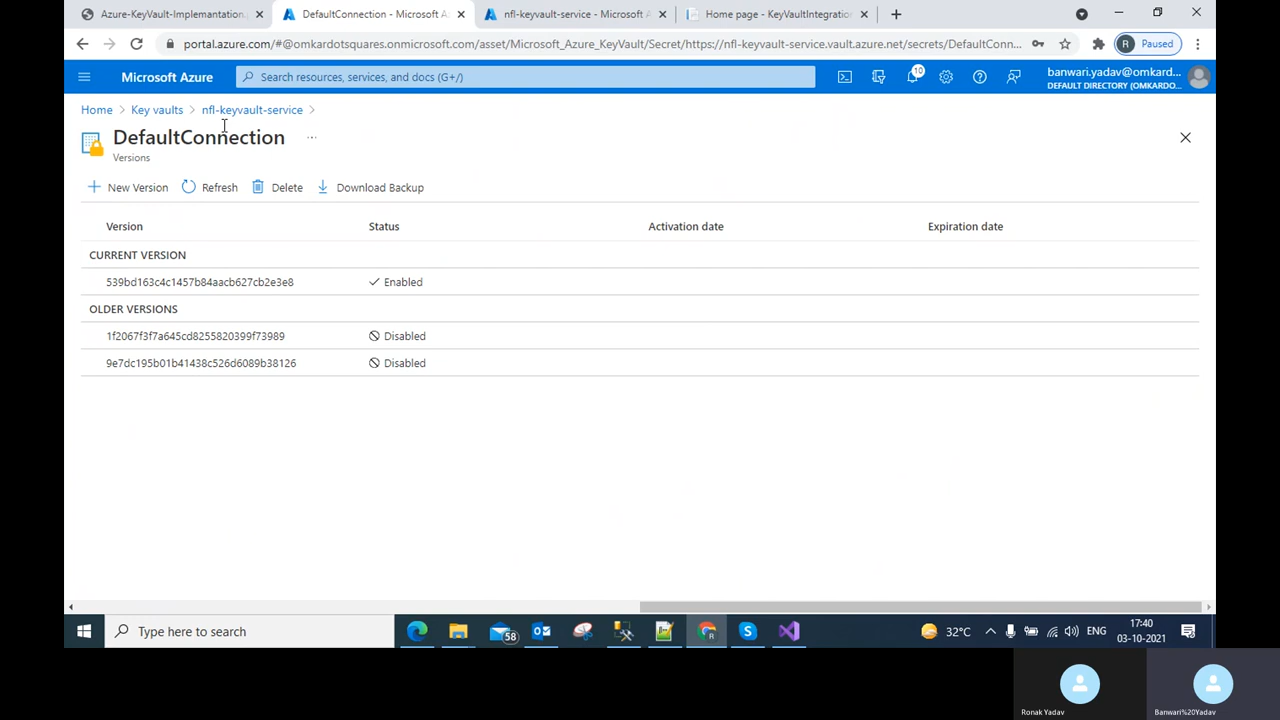 Azure-KeyVault-Implemantation.
DefaultConnection - Microsoft A
nfl-keyvault-service - Microsoft A
Home page - KeyVaultIntegration
portal.azure.com/#@omkardotsquares.onmicrosoft.com/asset/Microsoft_Azure_KeyVault/Secret/https://nfl-keyvault-service.vault.azure.net/secrets/DefaultConn...
R Paused
Microsoft Azure
Search resources, services, and docs (G+/)
10
banwari.yadav@omkard...
DEFAULT DIRECTORY (OMKARDO...
Home > Key vaults > nfl-keyvault-service >
DefaultConnection ...
Versions
New Version Refresh Delete Download Backup
Version Status Activation date Expiration date
CURRENT VERSION
539bd163c4c1457b84aacb627cb2e3e8 Enabled
OLDER VERSIONS
1f2067f3f7a645cd8255820399f73989 Disabled
9e7dc195b01b41438c526d6089b38126 Disabled
Type here to search
58
R
32°C
ENG
17:40
03-10-2021
Ronak Yadav
Banwari%20Yadav